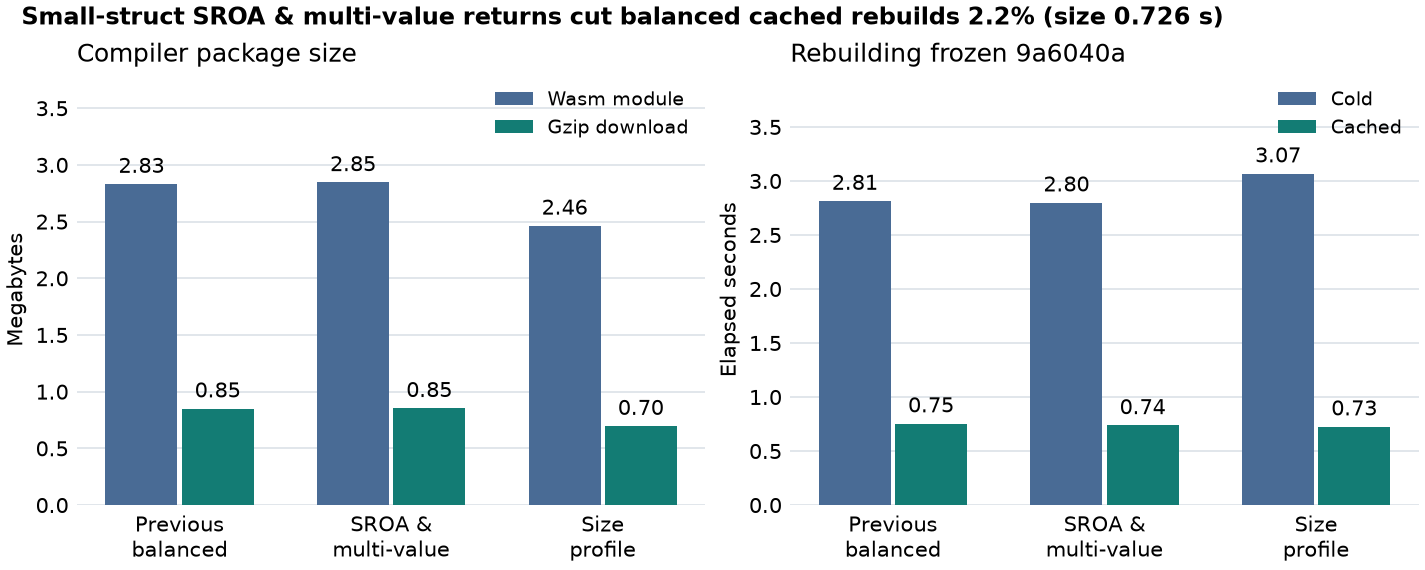 Small-struct SROA & multi-value returns cut balanced cached rebuilds 2.2% (size 0.726 s)
Compiler package size
Wasm module
Gzip download
Megabytes
3.5
3.0
2.5
2.0
1.5
1.0
0.5
0.0
2.83
0.85
2.85
0.85
2.46
0.70
Previous
balanced
SROA &
multi-value
Size
profile
Rebuilding frozen 9a6040a
Cold
Cached
Elapsed seconds
3.5
3.0
2.5
2.0
1.5
1.0
0.5
0.0
2.81
0.75
2.80
0.74
3.07
0.73
Previous
balanced
SROA &
multi-value
Size
profile